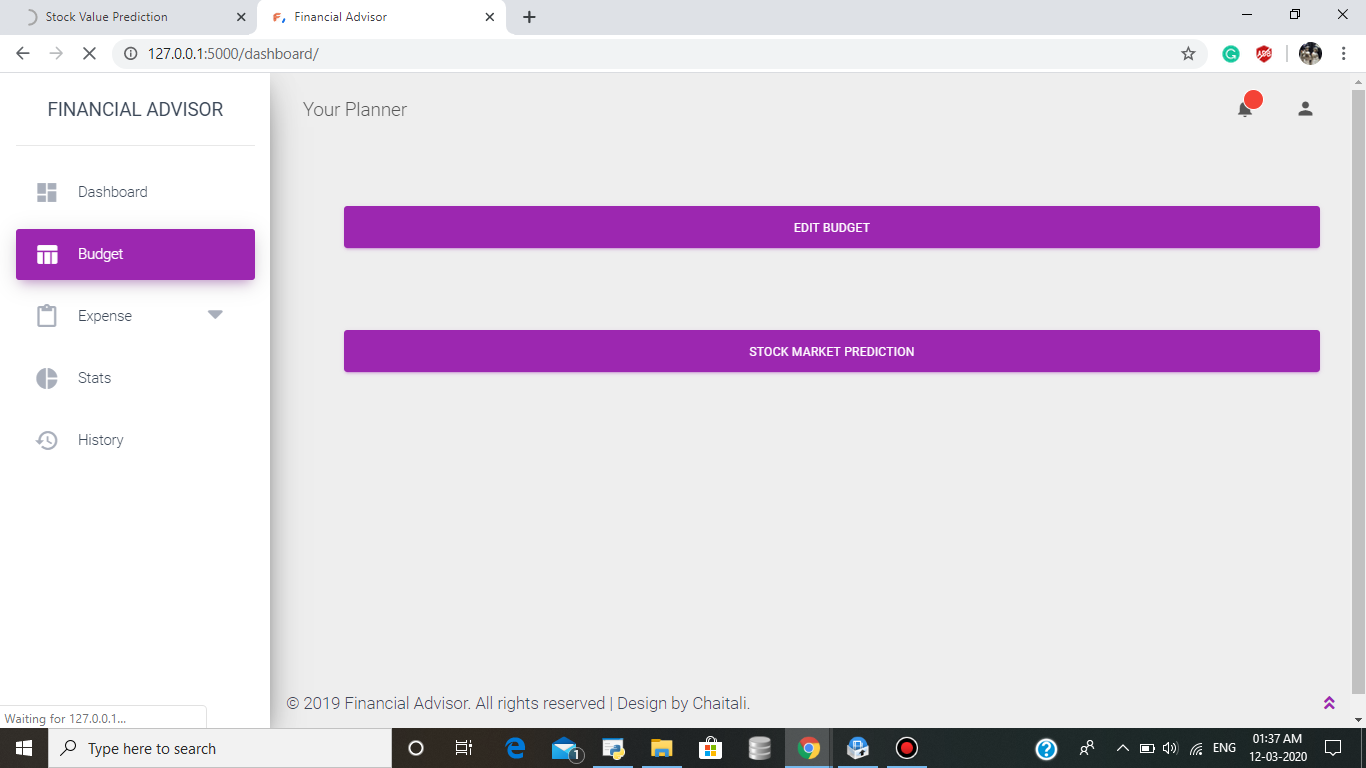 Stock Value Prediction
Financial Advisor
127.0.0.1:5000/dashboard/
FINANCIAL ADVISOR
Your Planner
Dashboard
EDIT BUDGET
Budget
Expense
STOCK MARKET PREDICTION
Stats
History
© 2019 Financial Advisor. All rights reserved | Design by Chaitali.
Waiting for 127.0.0.1...
Type here to search
1
ENG
01:37 AM
12-03-2020